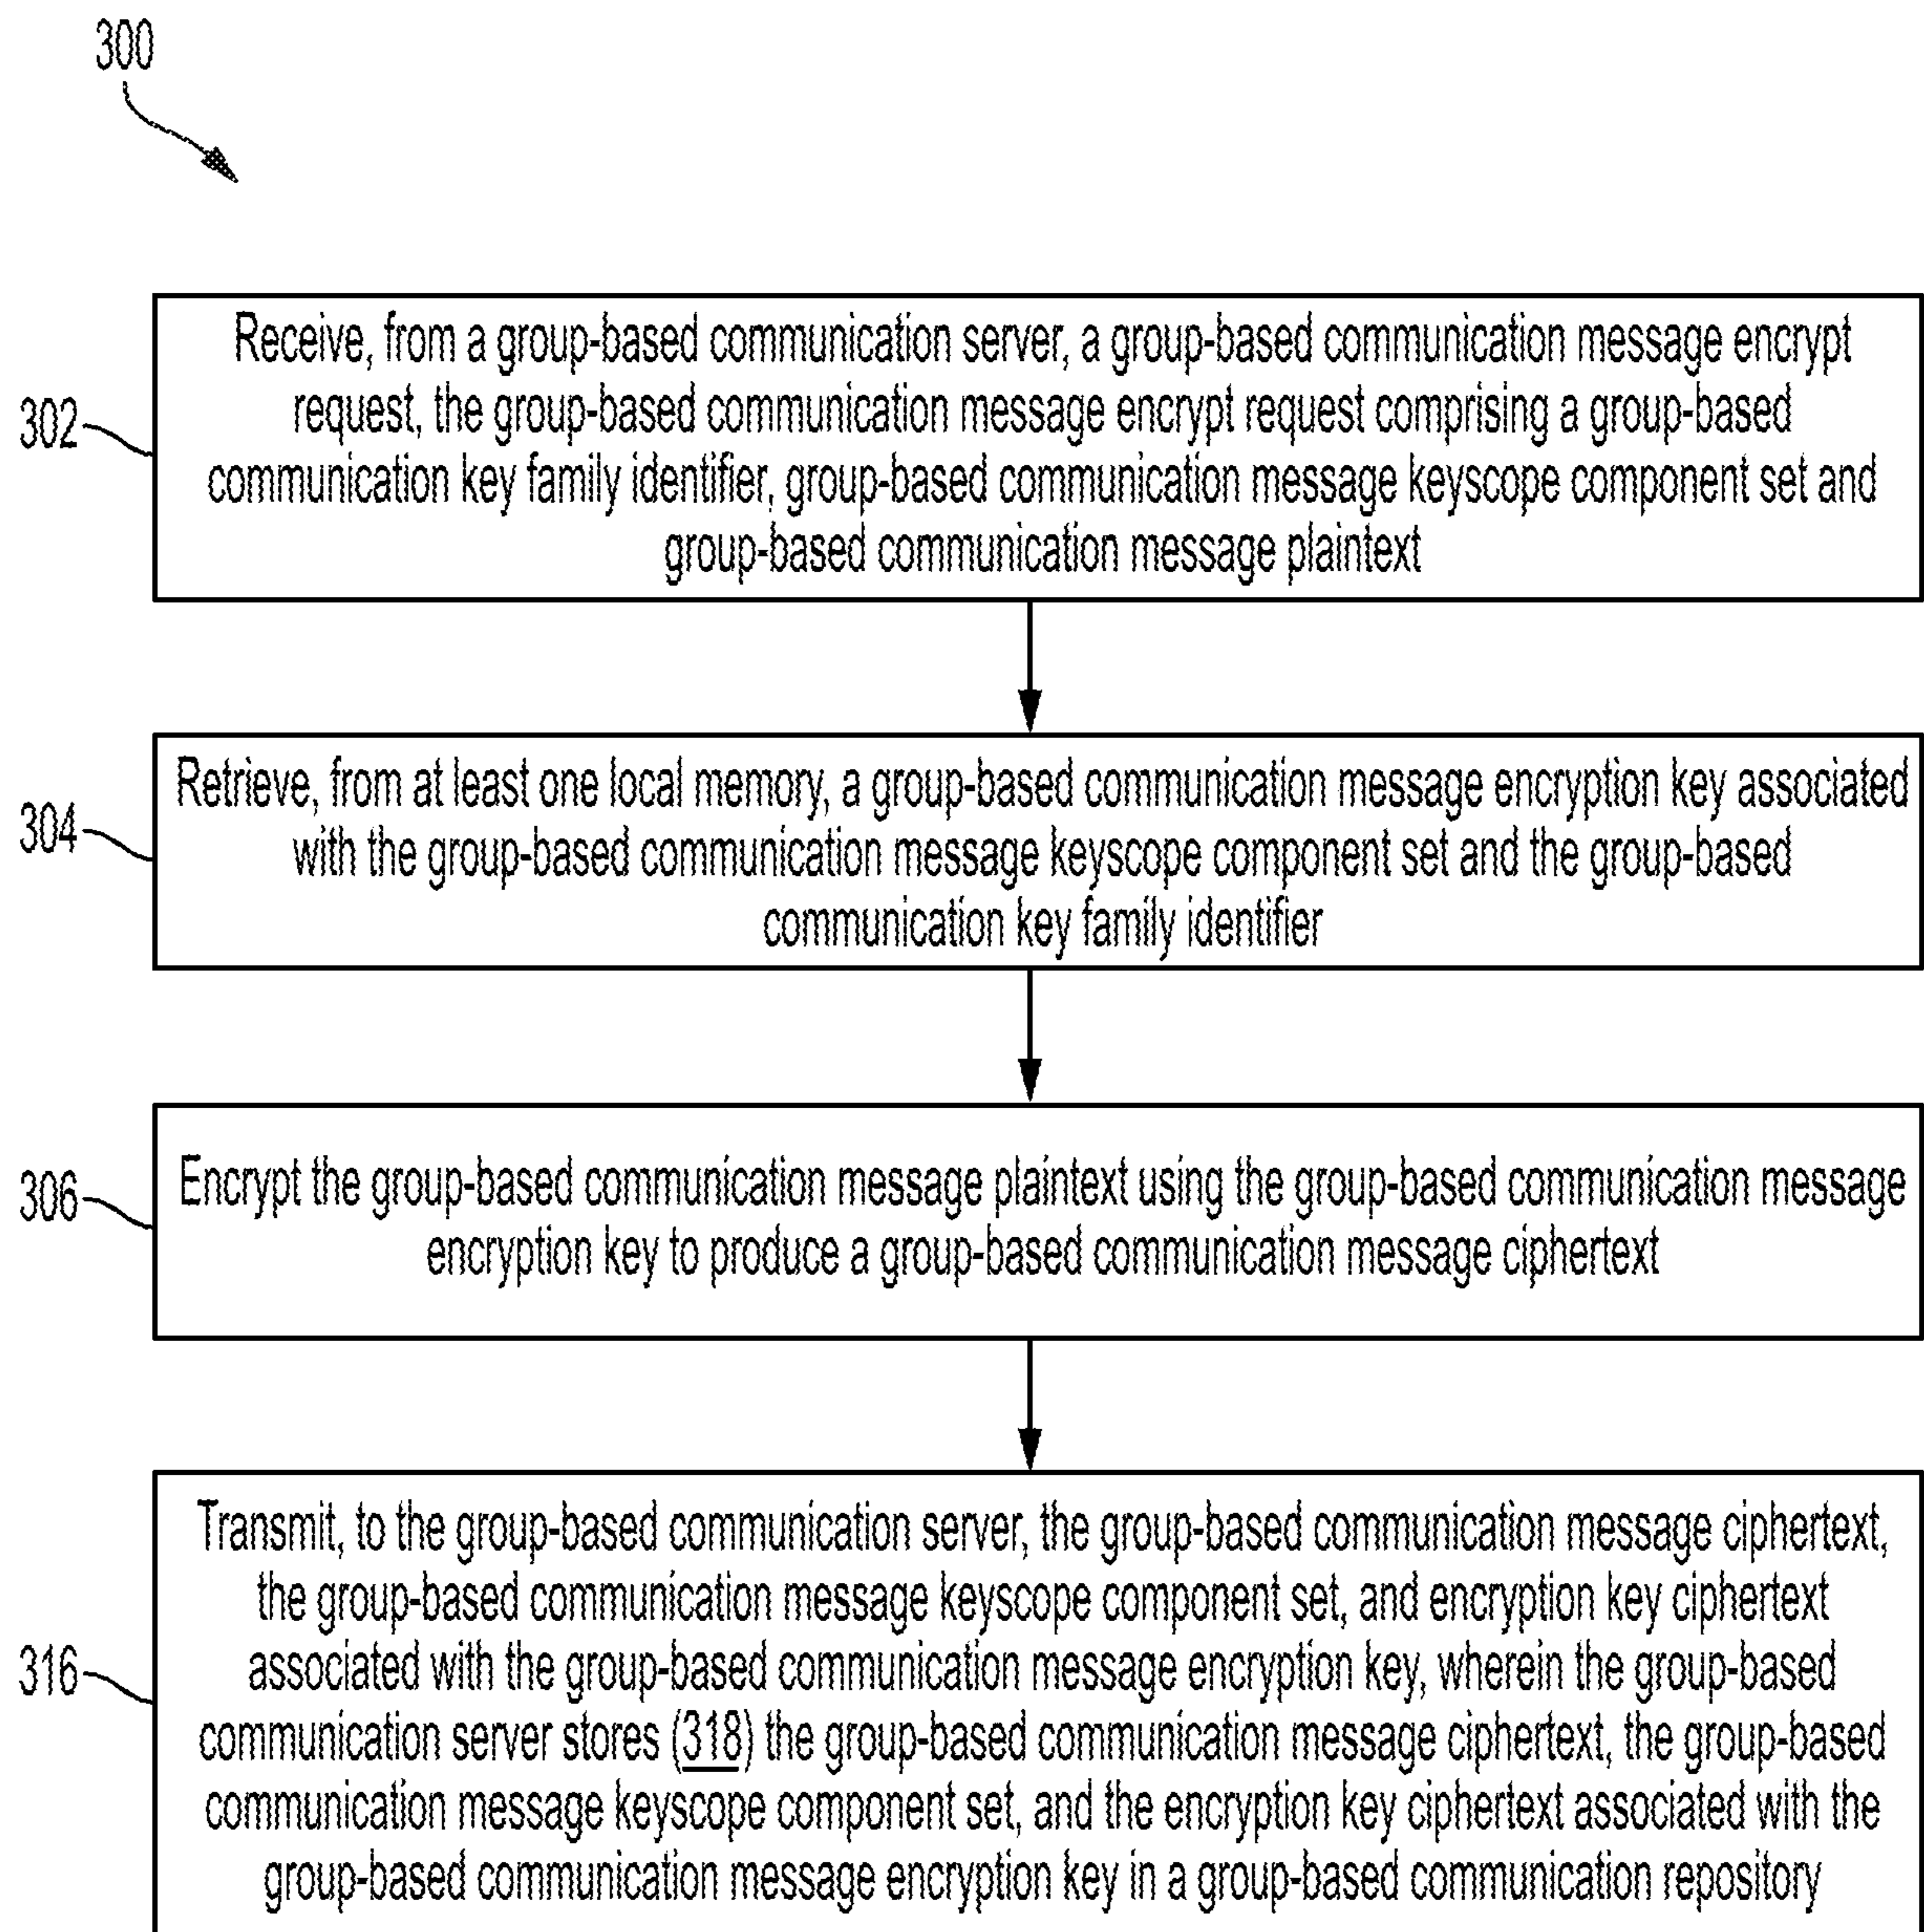 300
302
Receive, from a group-based communication server, a group-based communication message encrypt
request, the group-based communication message encrypt request comprising a group-based
communication key family identifier, group-based communication message keyscope component set and
group-based communication message plaintext
304
Retrieve, from at least one local memory, a group-based communication message encryption key associated
with the group-based communication message keyscope component set and the group-based
communication key family identifier
306
Encrypt the group-based communication message plaintext using the group-based communication message
encryption key to produce a group-based communication message ciphertext
316
Transmit, to the group-based communication server, the group-based communication message ciphertext,
the group-based communication message keyscope component set, and encryption key ciphertext
associated with the group-based communication message encryption key, wherein the group-based
communication server stores (318) the group-based communication message ciphertext, the group-based
communication message keyscope component set, and the encryption key ciphertext associated with the
group-based communication message encryption key in a group-based communication repository